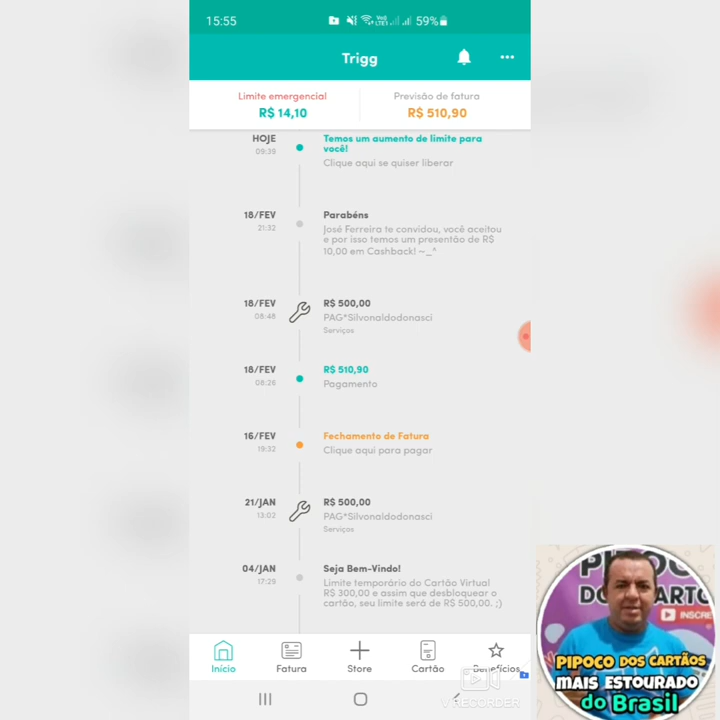 15:55
59%
Trigg
Limite emergencial
R$ 14,10
Previsão de fatura
R$ 510,90
HOJE
09:39
Temos um aumento de limite para
você!
Clique aqui se quiser liberar
18/FEV
21:32
Parabéns
José Ferreira te convidou, você aceitou
e por isso temos um presentão de R$
10,00 em Cashback! ~_^
18/FEV
08:48
R$ 500,00
PAG*Silvonaldodonasci
Serviços
18/FEV
08:26
R$ 510,90
Pagamento
16/FEV
19:32
Fechamento de Fatura
Clique aqui para pagar
21/JAN
13:02
R$ 500,00
PAG*Silvonaldodonasci
Serviços
04/JAN
17:29
Seja Bem-Vindo!
Limite temporário do Cartão Virtual
R$ 300,00 e assim que desbloquear o
cartão, seu limite será de R$ 500,00. ;)
Início
Fatura
Store
Cartão
Benefícios
V RECORDER
INSCRE
PIPOCO DOS CARTÃOS
MAIS ESTOURADO
do Brasil